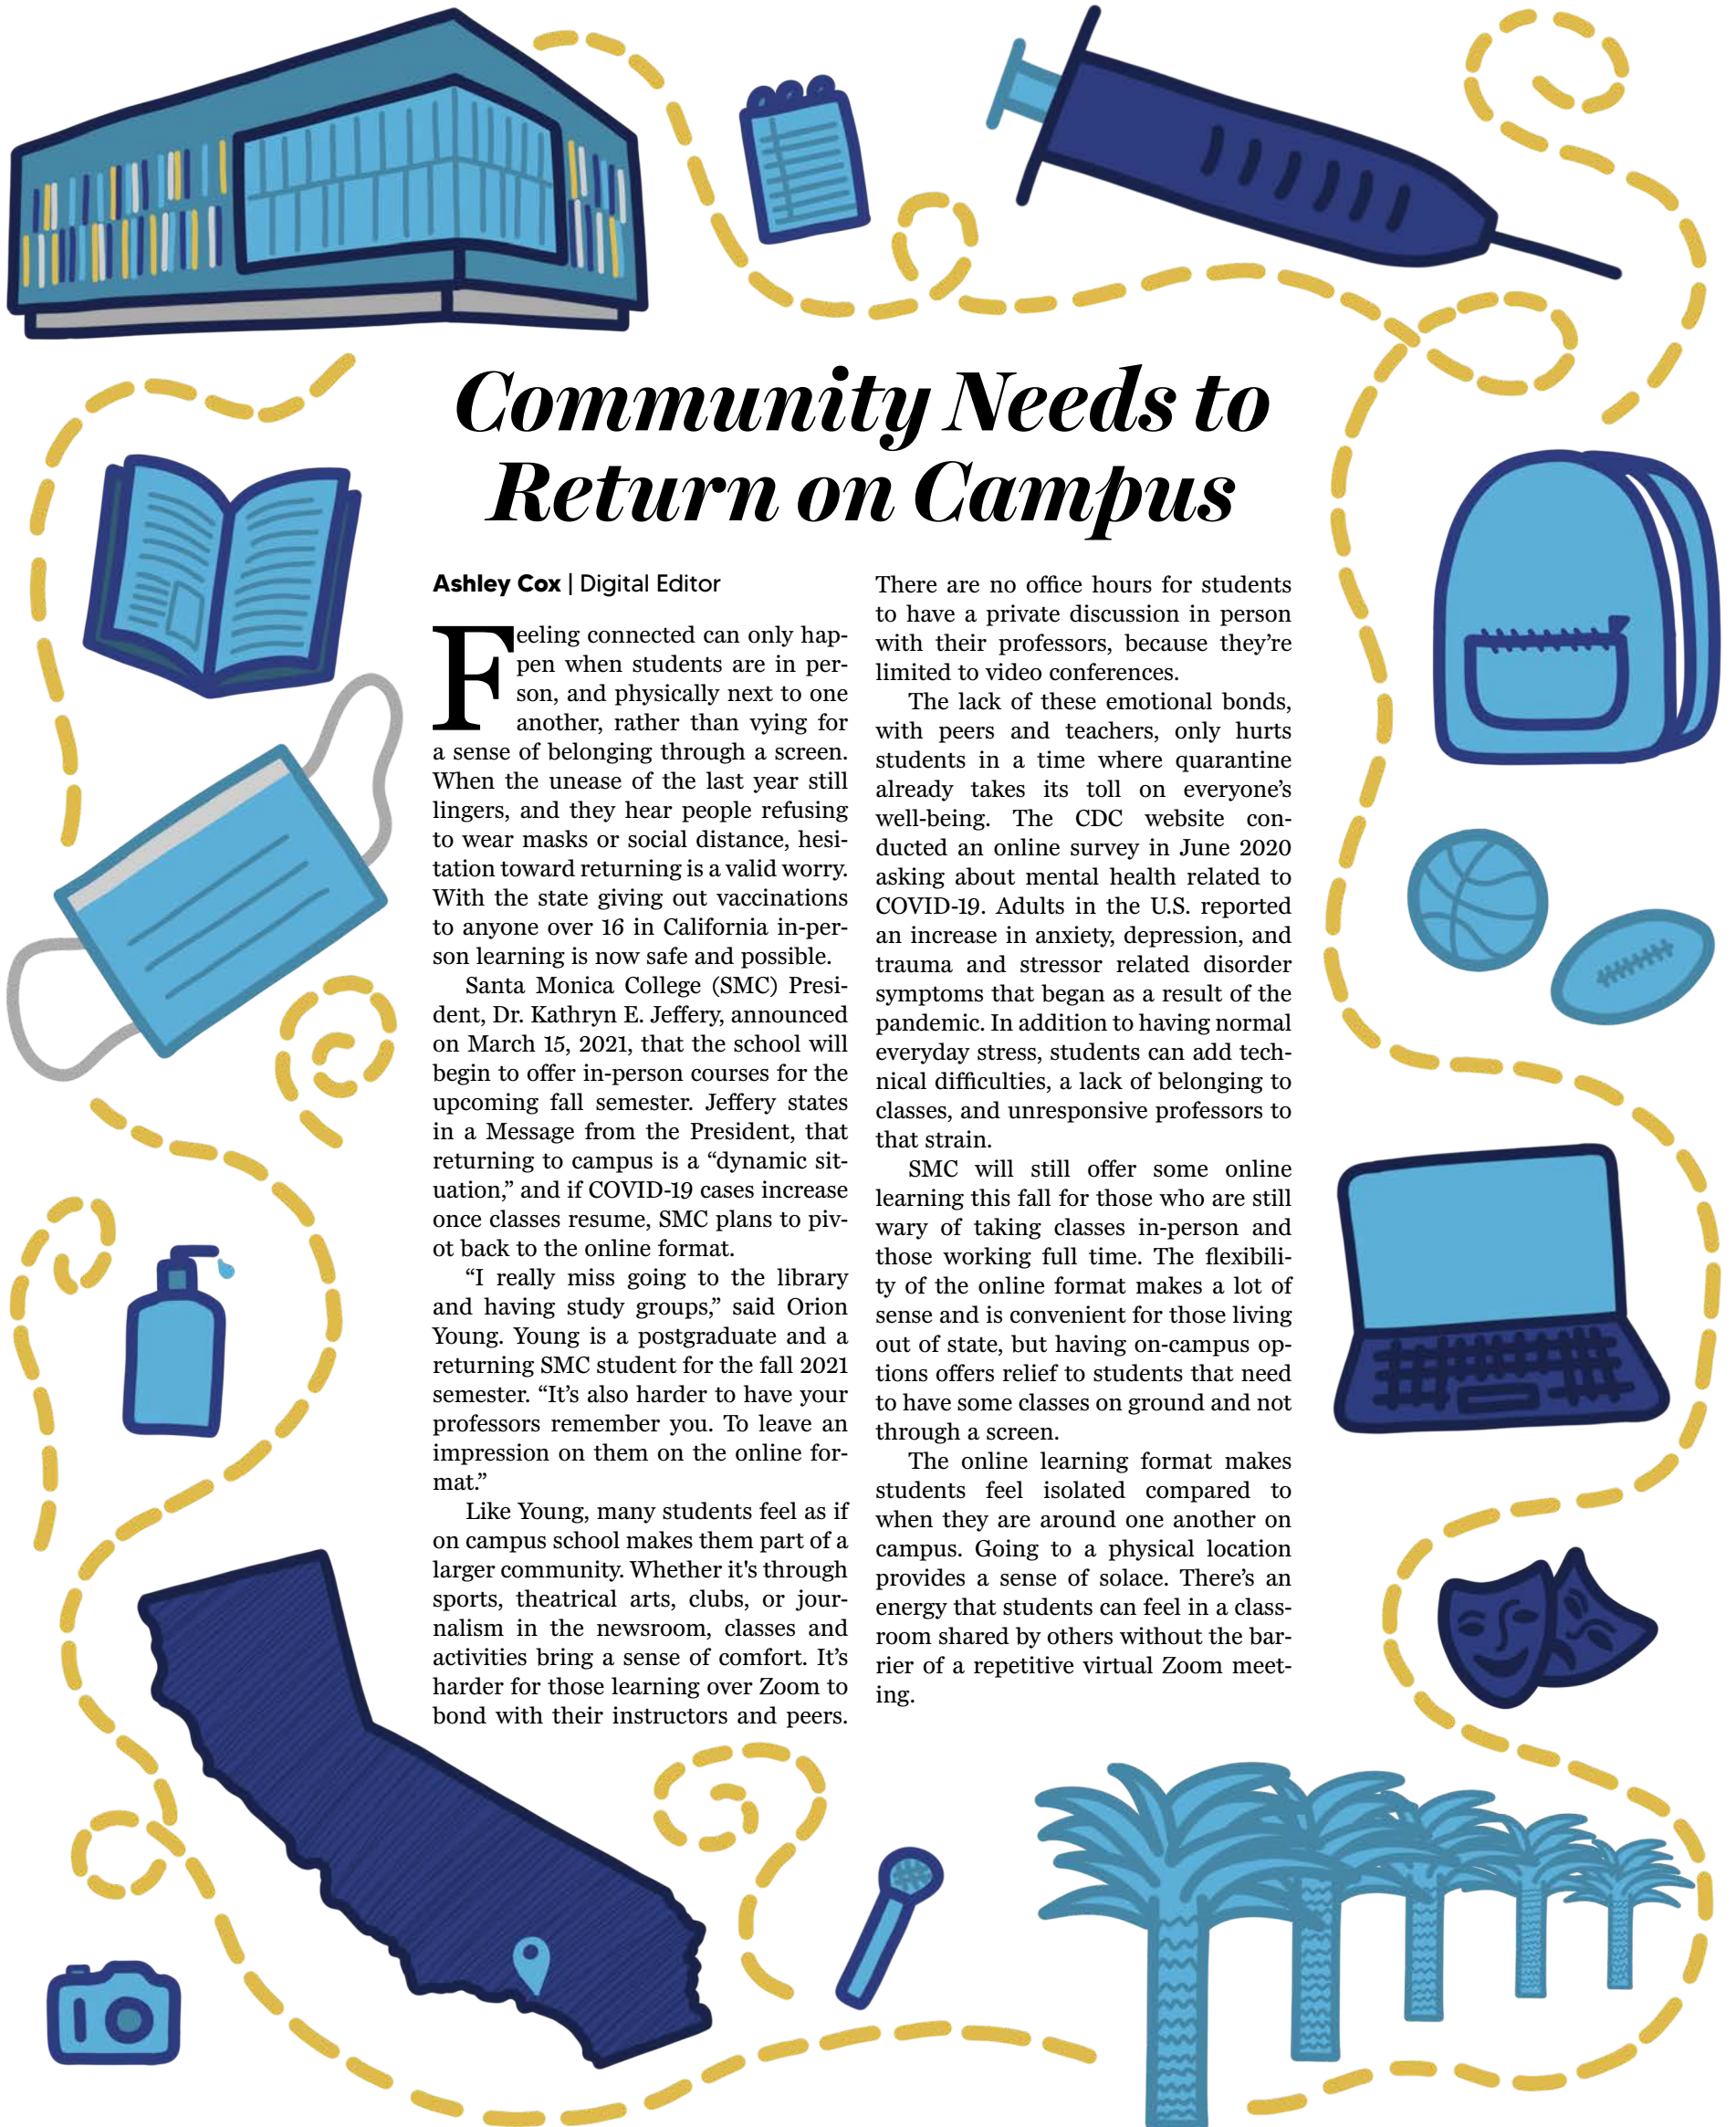 Community Needs to
Return on Campus
Ashley Cox | Digital Editor
Feeling connected can only hap-
pen when students are in per-
son, and physically next to one
another, rather than vying for
a sense of belonging through a screen.
When the unease of the last year still
lingers, and they hear people refusing
to wear masks or social distance, hesi-
tation toward returning is a valid worry.
With the state giving out vaccinations
to anyone over 16 in California in-per-
son learning is now safe and possible.
Santa Monica College (SMC) Presi-
dent, Dr. Kathryn E. Jeffery, announced
on March 15, 2021, that the school will
begin to offer in-person courses for the
upcoming fall semester. Jeffery states
in a Message from the President, that
returning to campus is a “dynamic sit-
uation,” and if COVID-19 cases increase
once classes resume, SMC plans to piv-
ot back to the online format.
“I really miss going to the library
and having study groups,” said Orion
Young. Young is a postgraduate and a
returning SMC student for the fall 2021
semester. “It’s also harder to have your
professors remember you. To leave an
impression on them on the online for-
mat.”
Like Young, many students feel as if
on campus school makes them part of a
larger community. Whether it's through
sports, theatrical arts, clubs, or jour-
nalism in the newsroom, classes and
activities bring a sense of comfort. It’s
harder for those learning over Zoom to
bond with their instructors and peers.
There are no office hours for students
to have a private discussion in person
with their professors, because they’re
limited to video conferences.
The lack of these emotional bonds,
with peers and teachers, only hurts
students in a time where quarantine
already takes its toll on everyone’s
well-being. The CDC website con-
ducted an online survey in June 2020
asking about mental health related to
COVID-19. Adults in the U.S. reported
an increase in anxiety, depression, and
trauma and stressor related disorder
symptoms that began as a result of the
pandemic. In addition to having normal
everyday stress, students can add tech-
nical difficulties, a lack of belonging to
classes, and unresponsive professors to
that strain.
SMC will still offer some online
learning this fall for those who are still
wary of taking classes in-person and
those working full time. The flexibili-
ty of the online format makes a lot of
sense and is convenient for those living
out of state, but having on-campus op-
tions offers relief to students that need
to have some classes on ground and not
through a screen.
The online learning format makes
students feel isolated compared to
when they are around one another on
campus. Going to a physical location
provides a sense of solace. There’s an
energy that students can feel in a class-
room shared by others without the bar-
rier of a repetitive virtual Zoom meet-
ing.